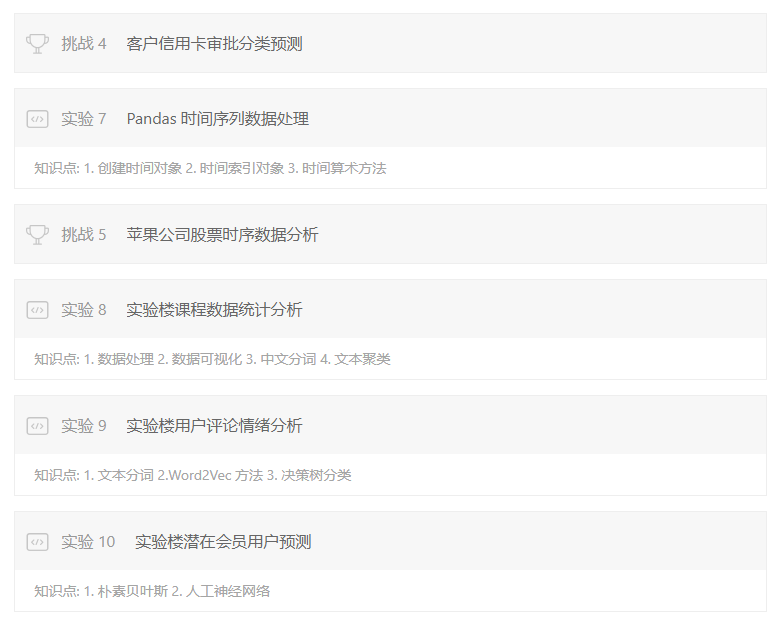 挑战 4 客户信用卡审批分类预测
实验 7 Pandas 时间序列数据处理
知识点: 1. 创建时间对象 2. 时间索引对象 3. 时间算术方法
挑战 5 苹果公司股票时序数据分析
实验 8 实验楼课程数据统计分析
知识点: 1. 数据处理 2. 数据可视化 3. 中文分词 4. 文本聚类
实验 9 实验楼用户评论情绪分析
知识点: 1. 文本分词 2.Word2Vec 方法 3. 决策树分类
实验 10 实验楼潜在会员用户预测
知识点: 1. 朴素贝叶斯 2. 人工神经网络